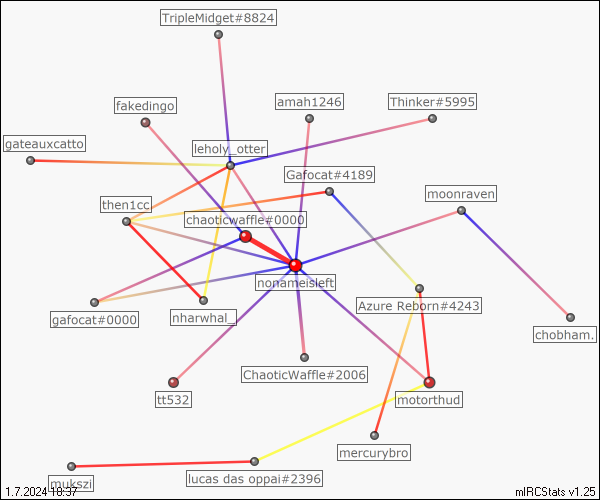 TripleMidget#8824
fakedingo
amah1246
Thinker#5995
gateauxcatto
leholy_otter
Gafocat#4189
moonraven
then1cc
chaoticwaffle#0000
nonameisleft
Azure Reborn#4243
gafocat#0000
nharwhal_
chobham.
ChaoticWaffle#2006
tt532
motorthud
mercurybro
mukszi
lucas das oppai#2396
1.7.2024 18:37
mIRCStats v1.25